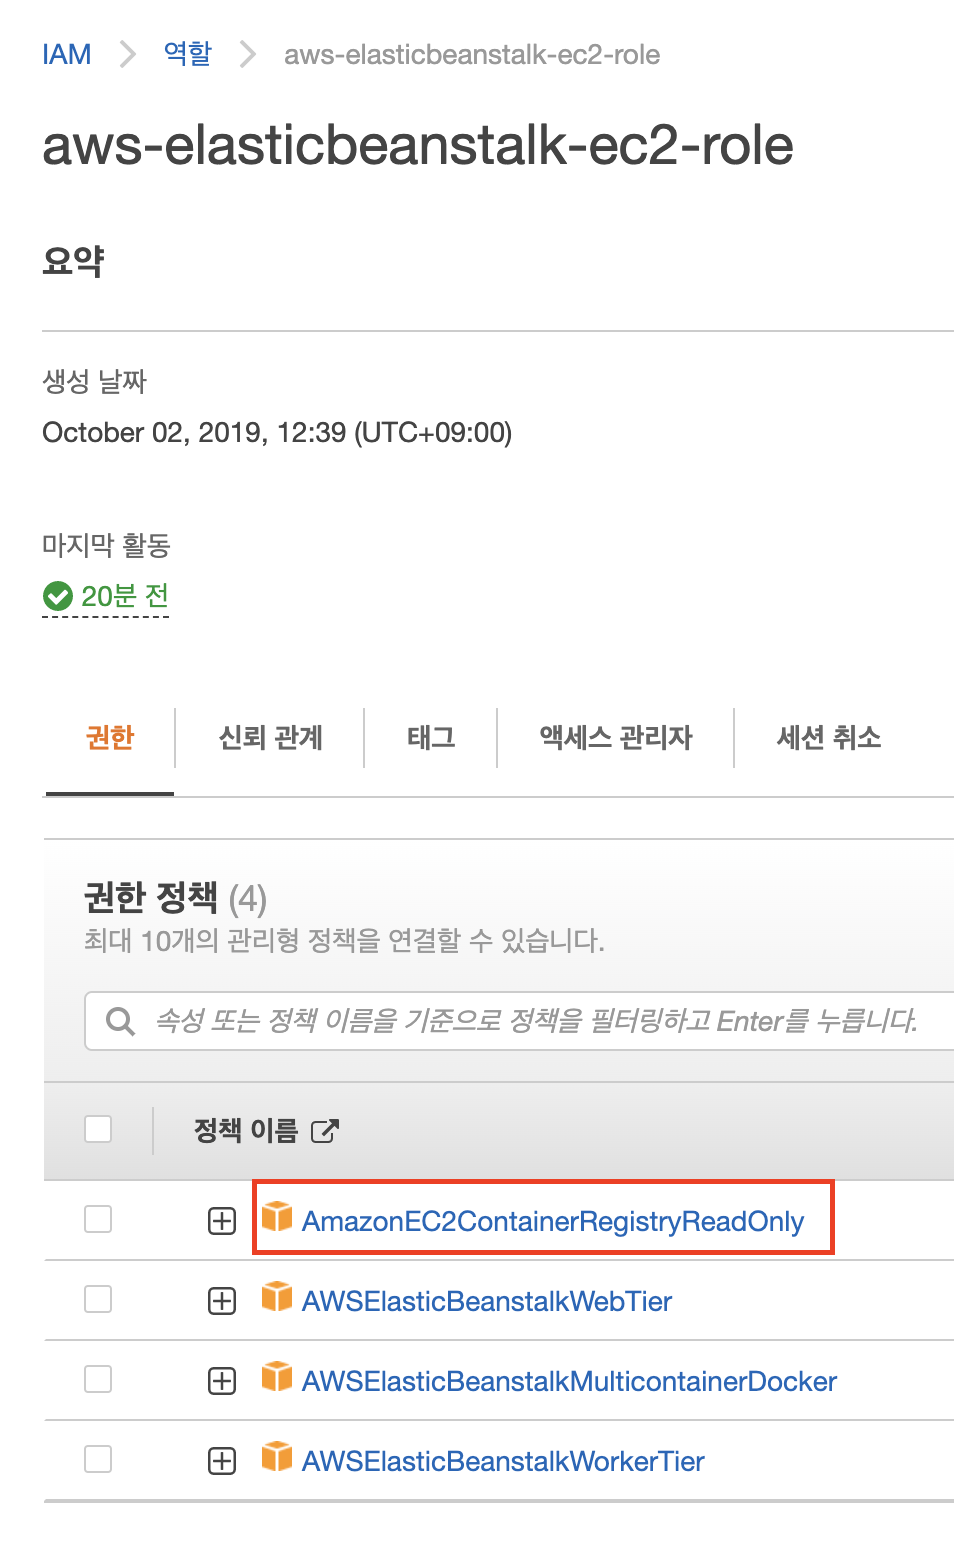 IAM 역할 aws-elasticbeanstalk-ec2-role
aws-elasticbeanstalk-ec2-role
요약
생성 날짜
October 02, 2019, 12:39 (UTC+09:00)
마지막 활동
20분 전
권한 신뢰 관계 태그 액세스 관리자 세션 취소
권한 정책 (4)
최대 10개의 관리형 정책을 연결할 수 있습니다.
속성 또는 정책 이름을 기준으로 정책을 필터링하고 Enter를 누릅니다.
정책 이름
AmazonEC2ContainerRegistryReadOnly
AWSElasticBeanstalkWebTier
AWSElasticBeanstalkMulticontainerDocker
AWSElasticBeanstalkWorkerTier